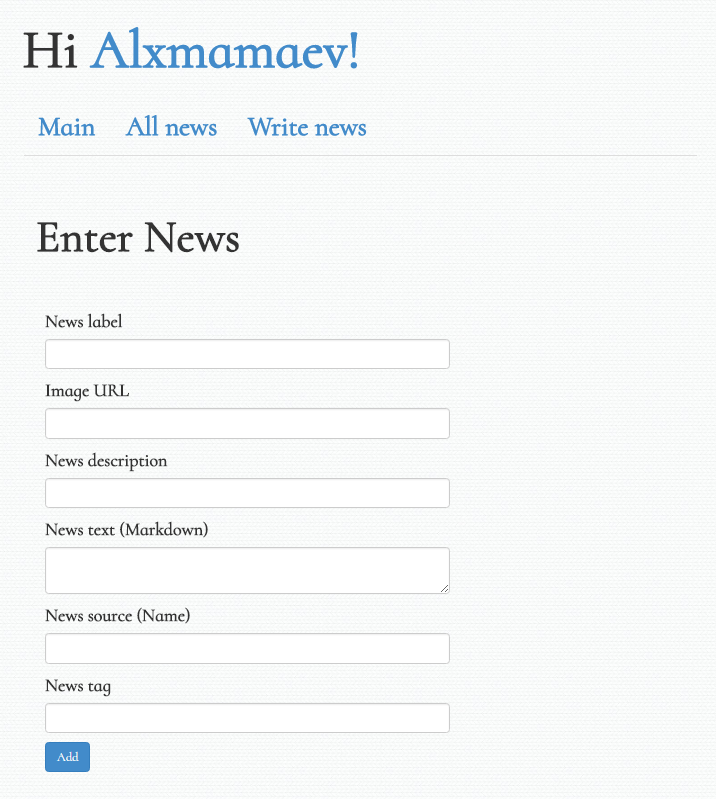 Hi Alxmamaev!
Main All news Write news
Enter News
News label
Image URL
News description
News text (Markdown)
News source (Name)
News tag
Add